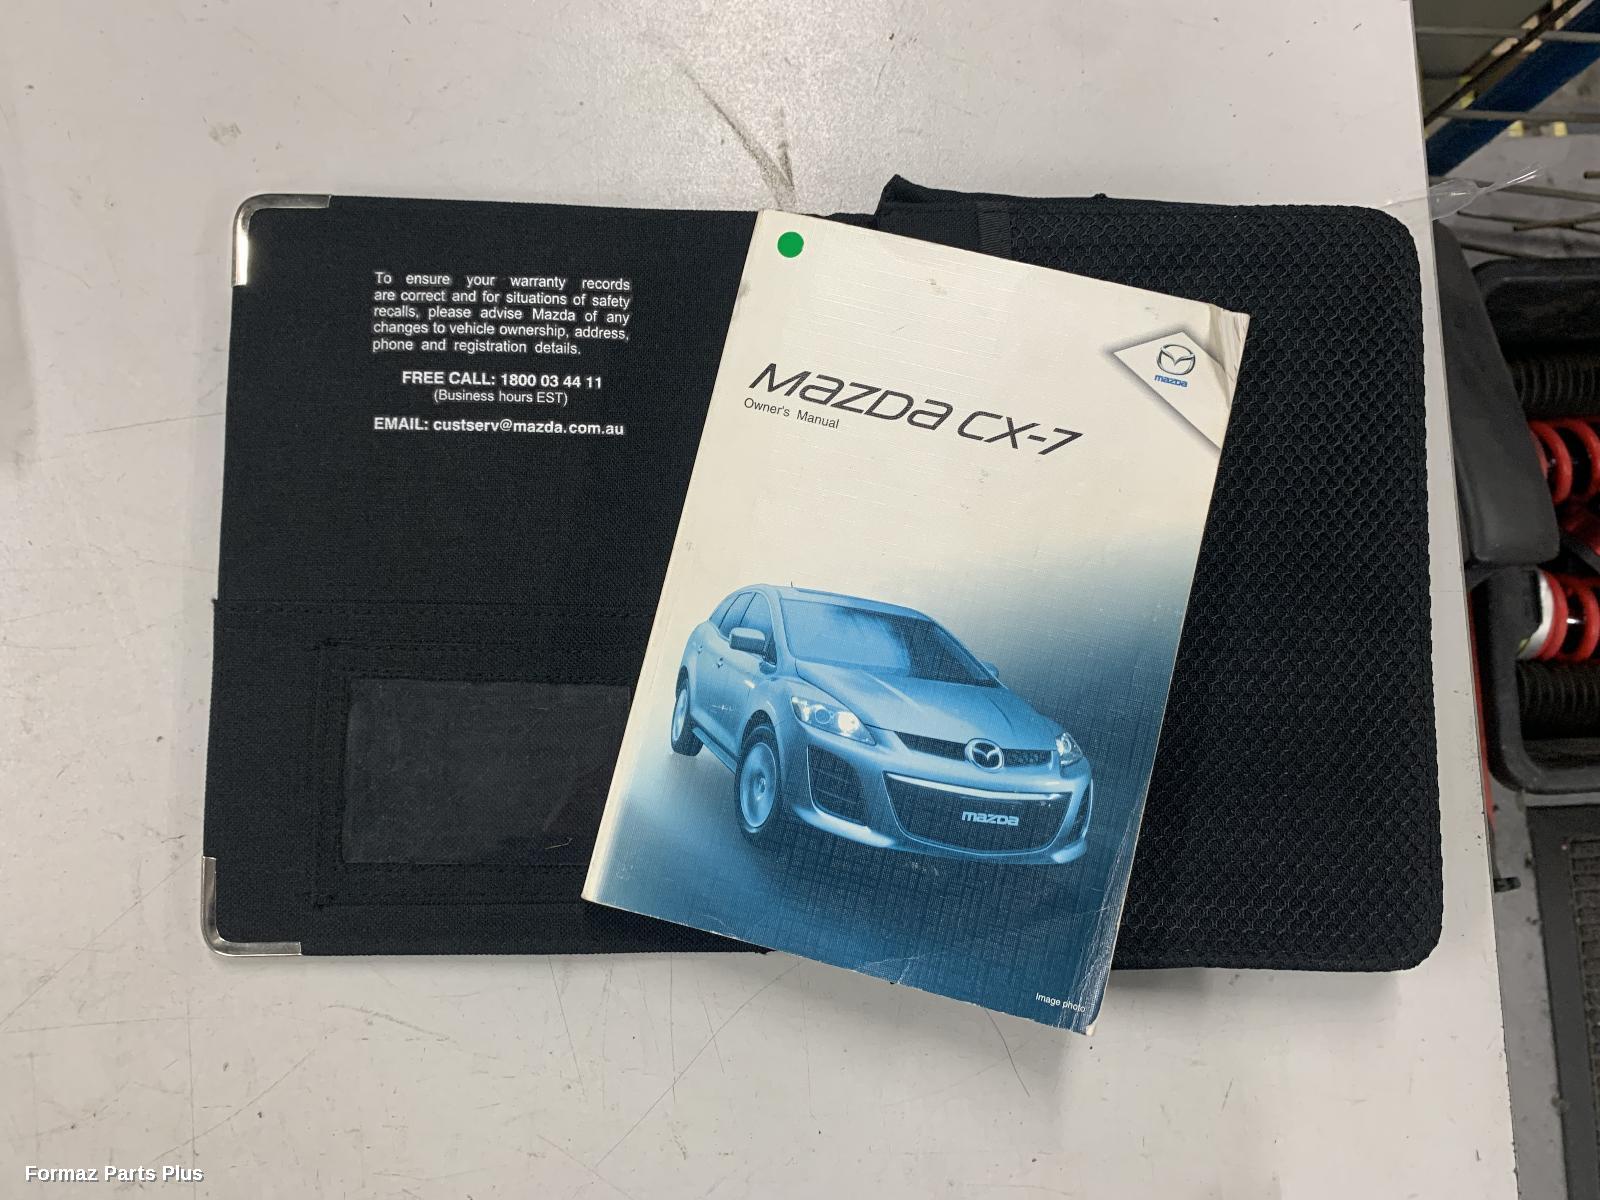 To ensure your warranty records
are correct and for situations of safety
recalls, please advise Mazda of any
changes to vehicle ownership, address,
phone and registration details.
FREE CALL: 1800 03 44 11
(Business hours EST)
EMAIL: custserv@mazda.com.au
mazda
mazda CX-7
Owner's Manual
mazda
Image photo
Formaz Parts Plus